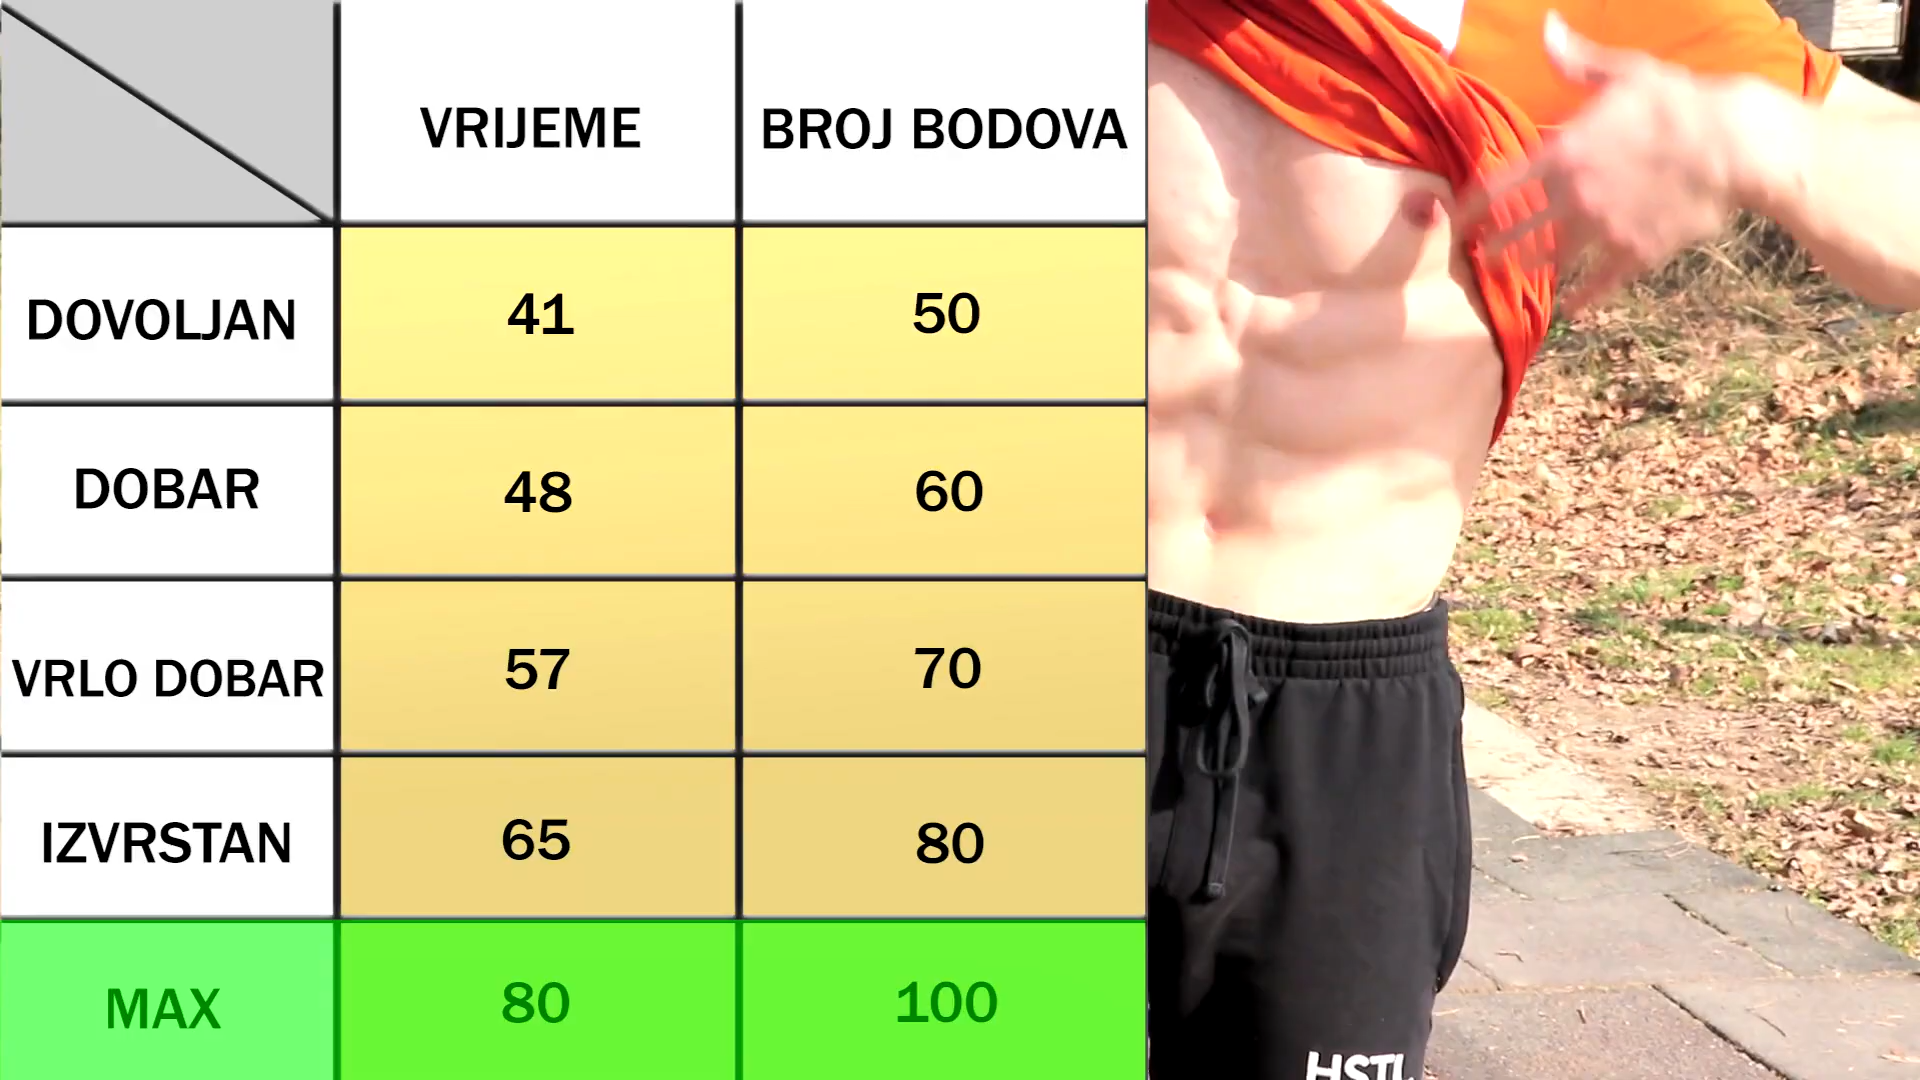 VRIJEME BROJ BODOVA
DOVOLJAN 41 50
DOBAR 48 60
VRLO DOBAR 57 70
IZVRSTAN 65 80
MAX 80 100
HSTL